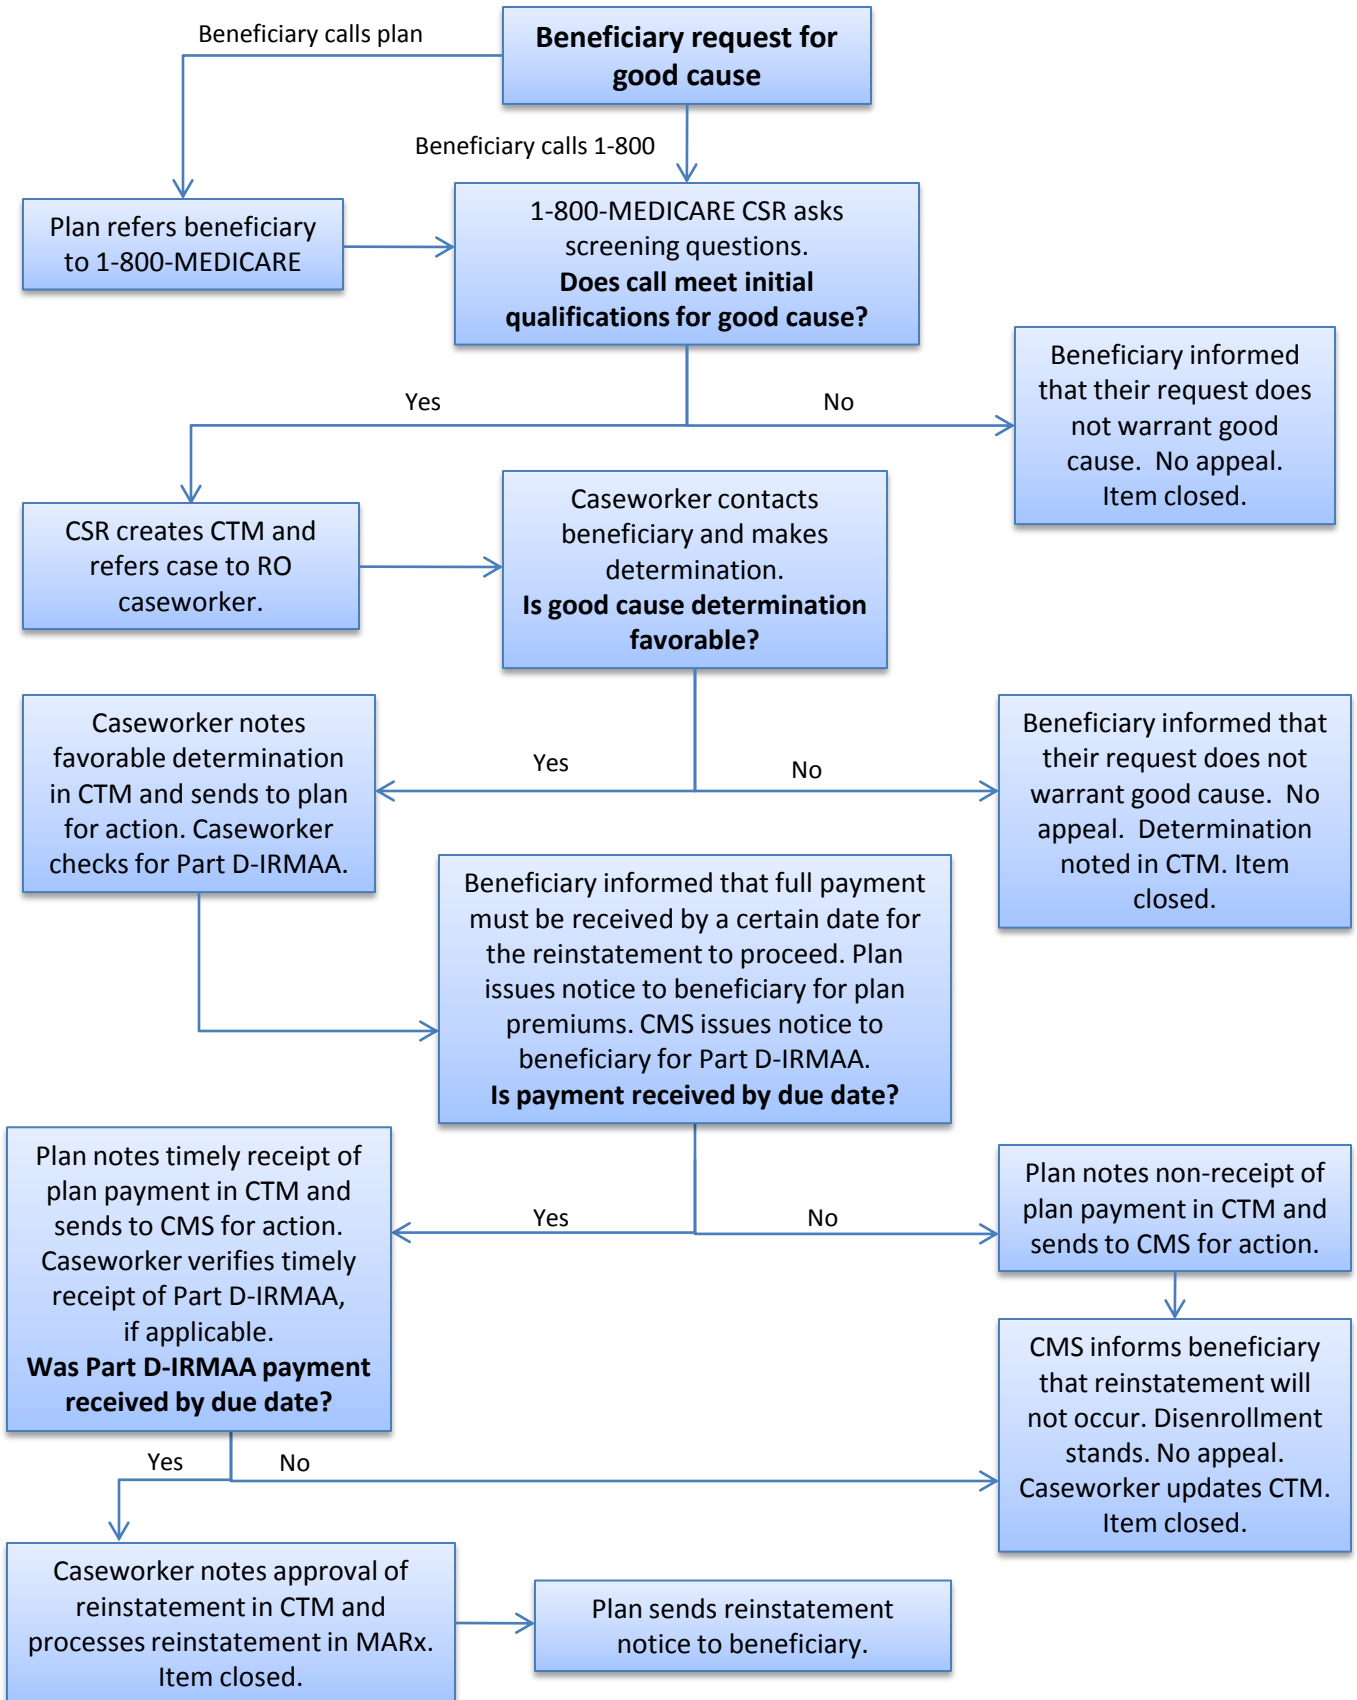 Beneficiary calls plan
Beneficiary request for
good cause
Beneficiary calls 1-800
Plan refers beneficiary
to 1-800-MEDICARE
1-800-MEDICARE CSR asks
screening questions.
Does call meet initial
qualifications for good cause?
Yes
No
Beneficiary informed
that their request does
not warrant good
cause.  No appeal.
Item closed.
CSR creates CTM and
refers case to RO
caseworker.
Caseworker contacts
beneficiary and makes
determination.
Is good cause determination
favorable?
Yes
No
Caseworker notes
favorable determination
in CTM and sends to plan
for action. Caseworker
checks for Part D-IRMAA.
Beneficiary informed that
their request does not
warrant good cause.  No
appeal.  Determination
noted in CTM. Item
closed.
Beneficiary informed that full payment
must be received by a certain date for
the reinstatement to proceed. Plan
issues notice to beneficiary for plan
premiums. CMS issues notice to
beneficiary for Part D-IRMAA.
Is payment received by due date?
Yes
No
Plan notes timely receipt of
plan payment in CTM and
sends to CMS for action.
Caseworker verifies timely
receipt of Part D-IRMAA,
if applicable.
Was Part D-IRMAA payment
received by due date?
Plan notes non-receipt of
plan payment in CTM and
sends to CMS for action.
CMS informs beneficiary
that reinstatement will
not occur. Disenrollment
stands. No appeal.
Caseworker updates CTM.
Item closed.
Yes
No
Caseworker notes approval of
reinstatement in CTM and
processes reinstatement in MARx.
Item closed.
Plan sends reinstatement
notice to beneficiary.